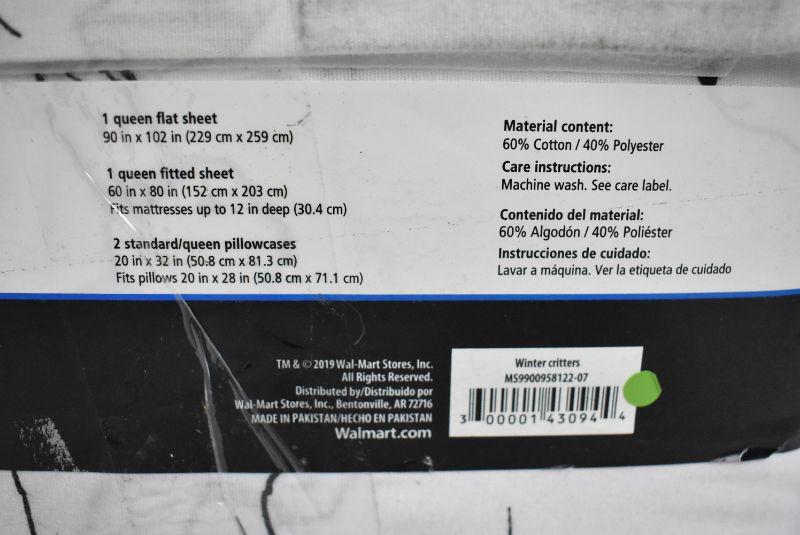 1 queen flat sheet
90 in x 102 in (229 cm x 259 cm)
1 queen fitted sheet
60 in x 80 in (152 cm x 203 cm)
Fits mattresses up to 12 in deep (30.4 cm)
2 standard/queen pillowcases
20 in x 32 in (50.8 cm x 81.3 cm)
Fits pillows 20 in x 28 in (50.8 cm x 71.1 cm)
Material content:
60% Cotton / 40% Polyester
Care instructions:
Machine wash. See care label.
Contenido del material:
60% Algodón / 40% Poliéster
Instrucciones de cuidado:
Lavar a máquina. Ver la etiqueta de cuidado
TM & © 2019 Wal-Mart Stores, Inc.
All Rights Reserved.
Distributed by/Distribuido por
Wal-Mart Stores, Inc., Bentonville, AR 72716
MADE IN PAKISTAN/HECHO EN PAKISTAN
Walmart.com
Winter critters
MS9900958122-07
3 00001 43094 4